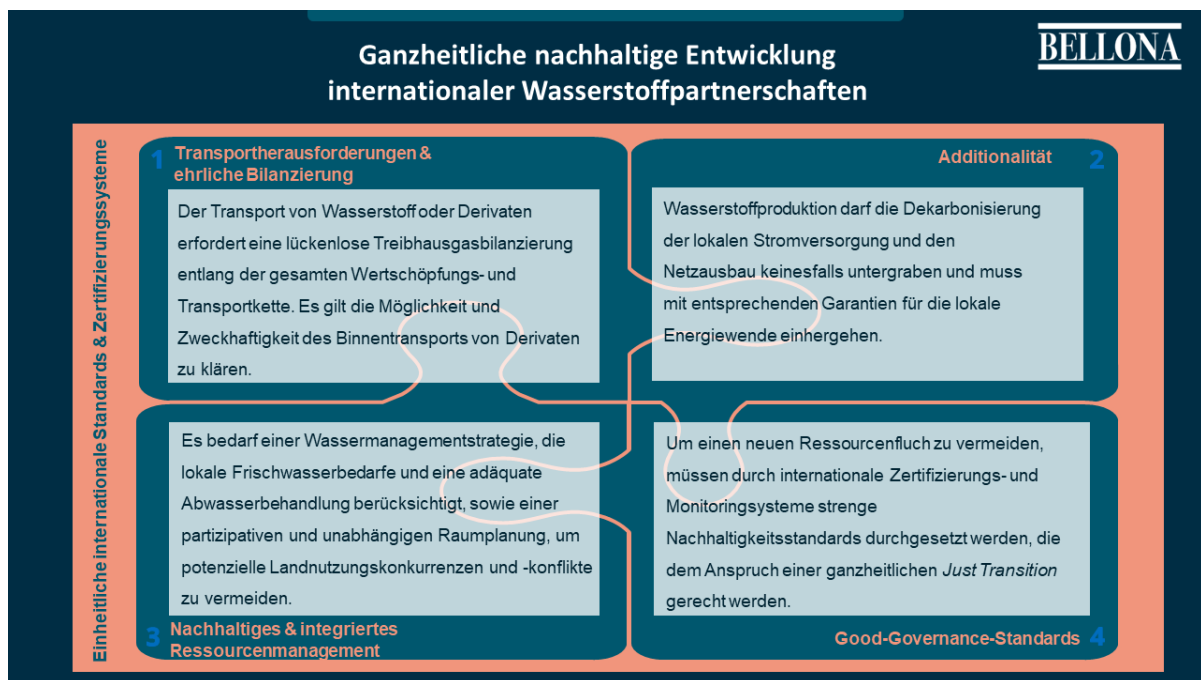 Ganzheitliche nachhaltige Entwicklung
internationaler Wasserstoffpartnerschaften
BELLONA
Einheitliche internationale Standards & Zertifizierungssysteme
1
Transportherausforderungen &
ehrliche Bilanzierung
Der Transport von Wasserstoff oder Derivaten
erfordert eine lückenlose Treibhausgasbilanzierung
entlang der gesamten Wertschöpfungs- und
Transportkette. Es gilt die Möglichkeit und
Zweckhaftigkeit des Binnentransports von Derivaten
zu klären.
Additionalität
2
Wasserstoffproduktion darf die Dekarbonisierung
der lokalen Stromversorgung und den
Netzausbau keinesfalls untergraben und muss
mit entsprechenden Garantien für die lokale
Energiewende einhergehen.
Es bedarf einer Wassermanagementstrategie, die
lokale Frischwasserbedarfe und eine adäquate
Abwasserbehandlung berücksichtigt, sowie einer
partizipativen und unabhängigen Raumplanung, um
potenzielle Landnutzungskonkurrenzen und -konflikte
zu vermeiden.
3
Nachhaltiges & integriertes
Ressourcenmanagement
Um einen neuen Ressourcenfluch zu vermeiden,
müssen durch internationale Zertifizierungs- und
Monitoringsysteme strenge
Nachhaltigkeitsstandards durchgesetzt werden, die
dem Anspruch einer ganzheitlichen Just Transition
gerecht werden.
Good-Governance-Standards
4